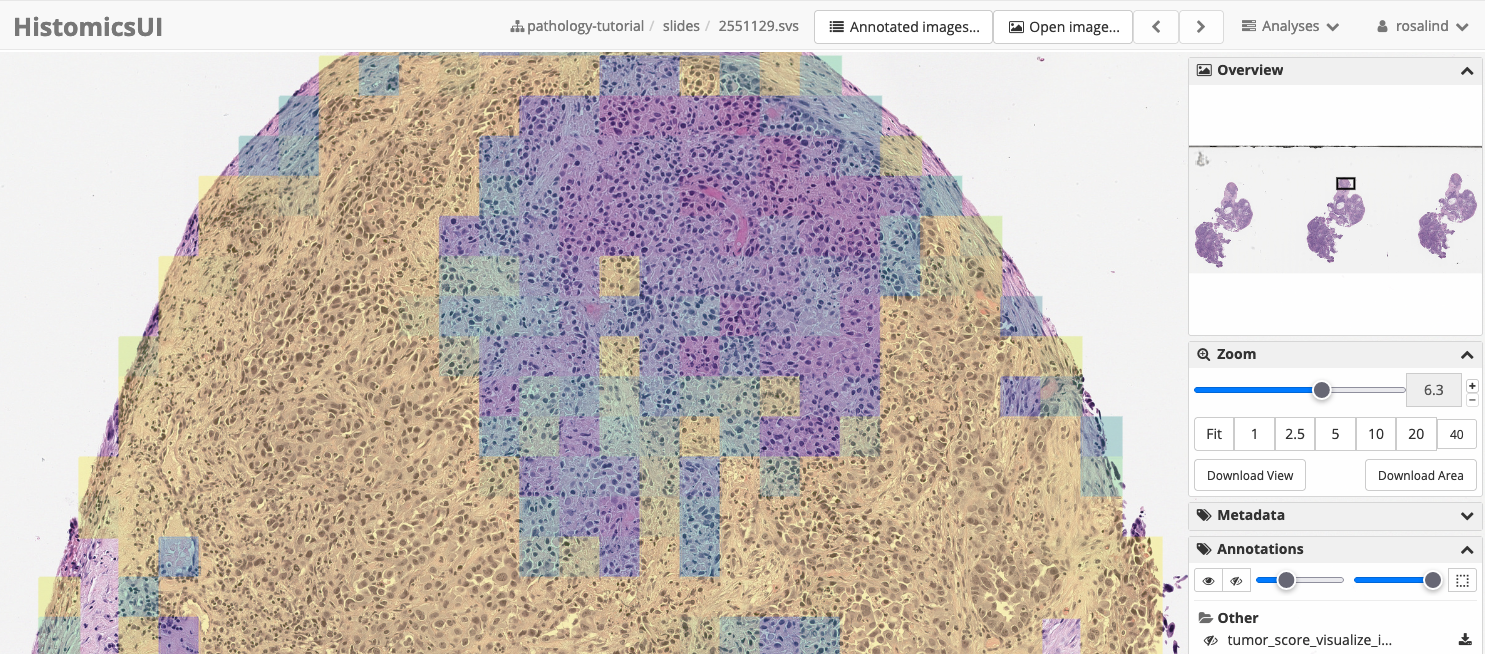 HistomicsUI
pathology-tutorial / slides / 2551129.svs
Annotated images...
Open image...
Analyses
rosalind
Overview
Zoom
6.3
+
−
Fit 1 2.5 5 10 20 40
Download View
Download Area
Metadata
Annotations
Other
tumor_score_visualize_i...